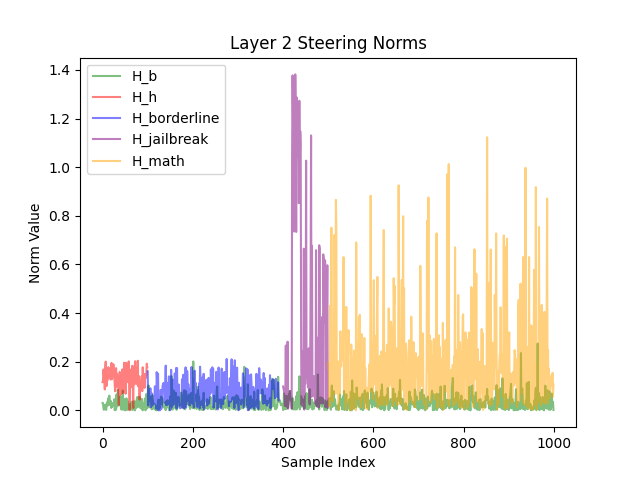 Layer 2 Steering Norms
H_b
H_h
H_borderline
H_jailbreak
H_math
Norm Value
1.4
1.2
1.0
0.8
0.6
0.4
0.2
0.0
0
200
400
600
800
1000
Sample Index